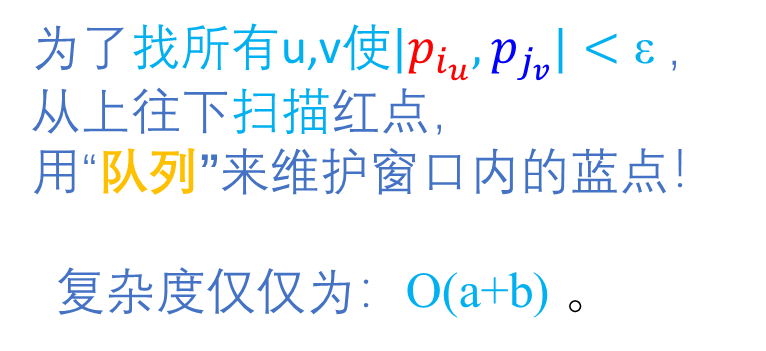 为了找所有u,v使|p_{i_u}, p_{j_v}| < ε ,
从上往下扫描红点,
用“队列”来维护窗口内的蓝点!
复杂度仅仅为：O(a+b) 。